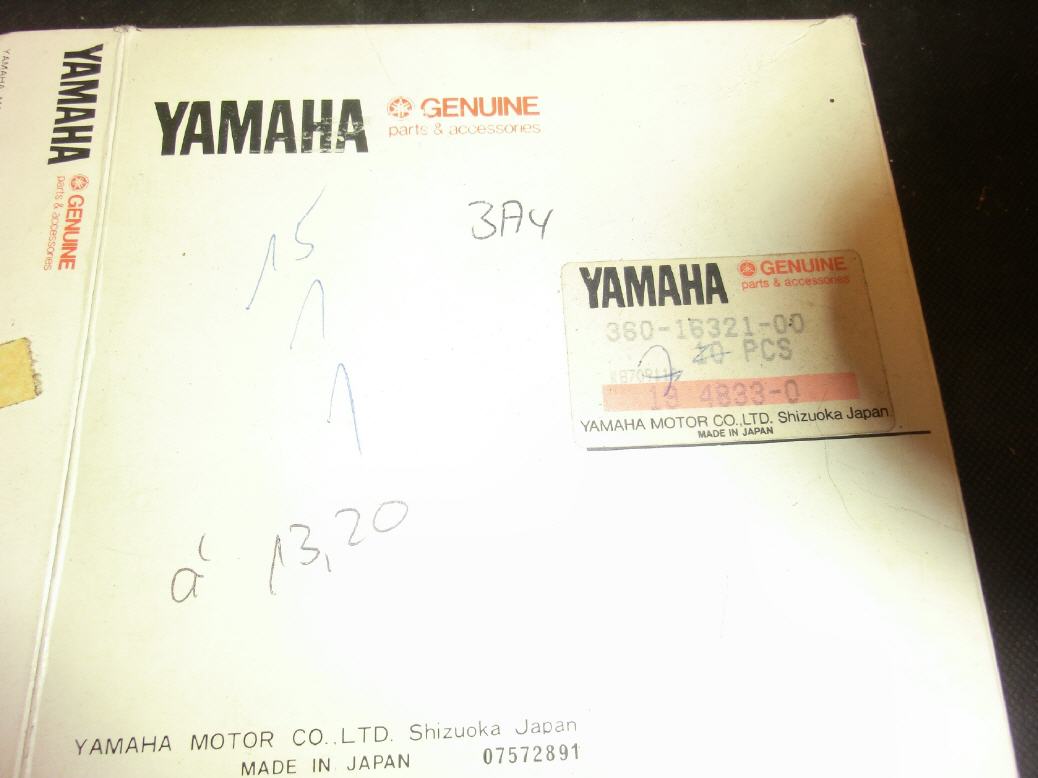 YAMAHA GENUINE
parts & accessories
YAMAHA GENUINE
parts & accessories
15
1
1
3A4
YAMAHA GENUINE
parts & accessories
360-16321-00
PCS
4833-0
YAMAHA MOTOR CO.,LTD. Shizuoka Japan
MADE IN JAPAN
á 13,20
YAMAHA MOTOR CO.,LTD. Shizuoka Japan
MADE IN JAPAN 07572891